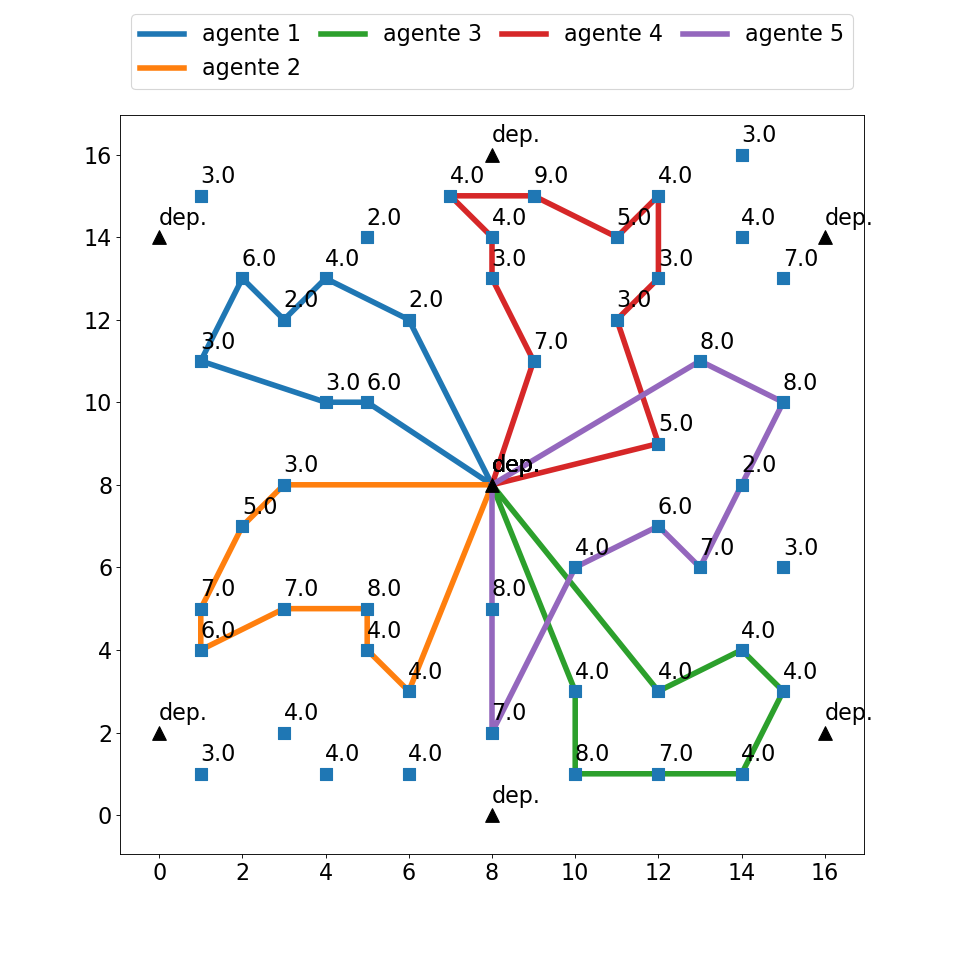 agente 1 agente 3 agente 4 agente 5
agente 2
3.0
dep.
16
3.0 4.0 9.0 4.0
dep. 2.0 4.0 5.0 4.0 dep.
14
6.0 4.0 3.0 3.0 7.0
2.0 2.0 3.0
12
3.0 7.0 8.0
3.0 6.0 8.0
10
5.0
3.0 dep. 2.0
8
5.0 6.0
4.0 7.0 3.0
6
7.0 7.0 8.0 8.0
6.0 4.0 4.0
4
4.0 4.0 4.0 4.0
dep. 4.0 7.0 dep.
2
3.0 4.0 4.0 8.0 7.0 4.0
dep.
0
0 2 4 6 8 10 12 14 16